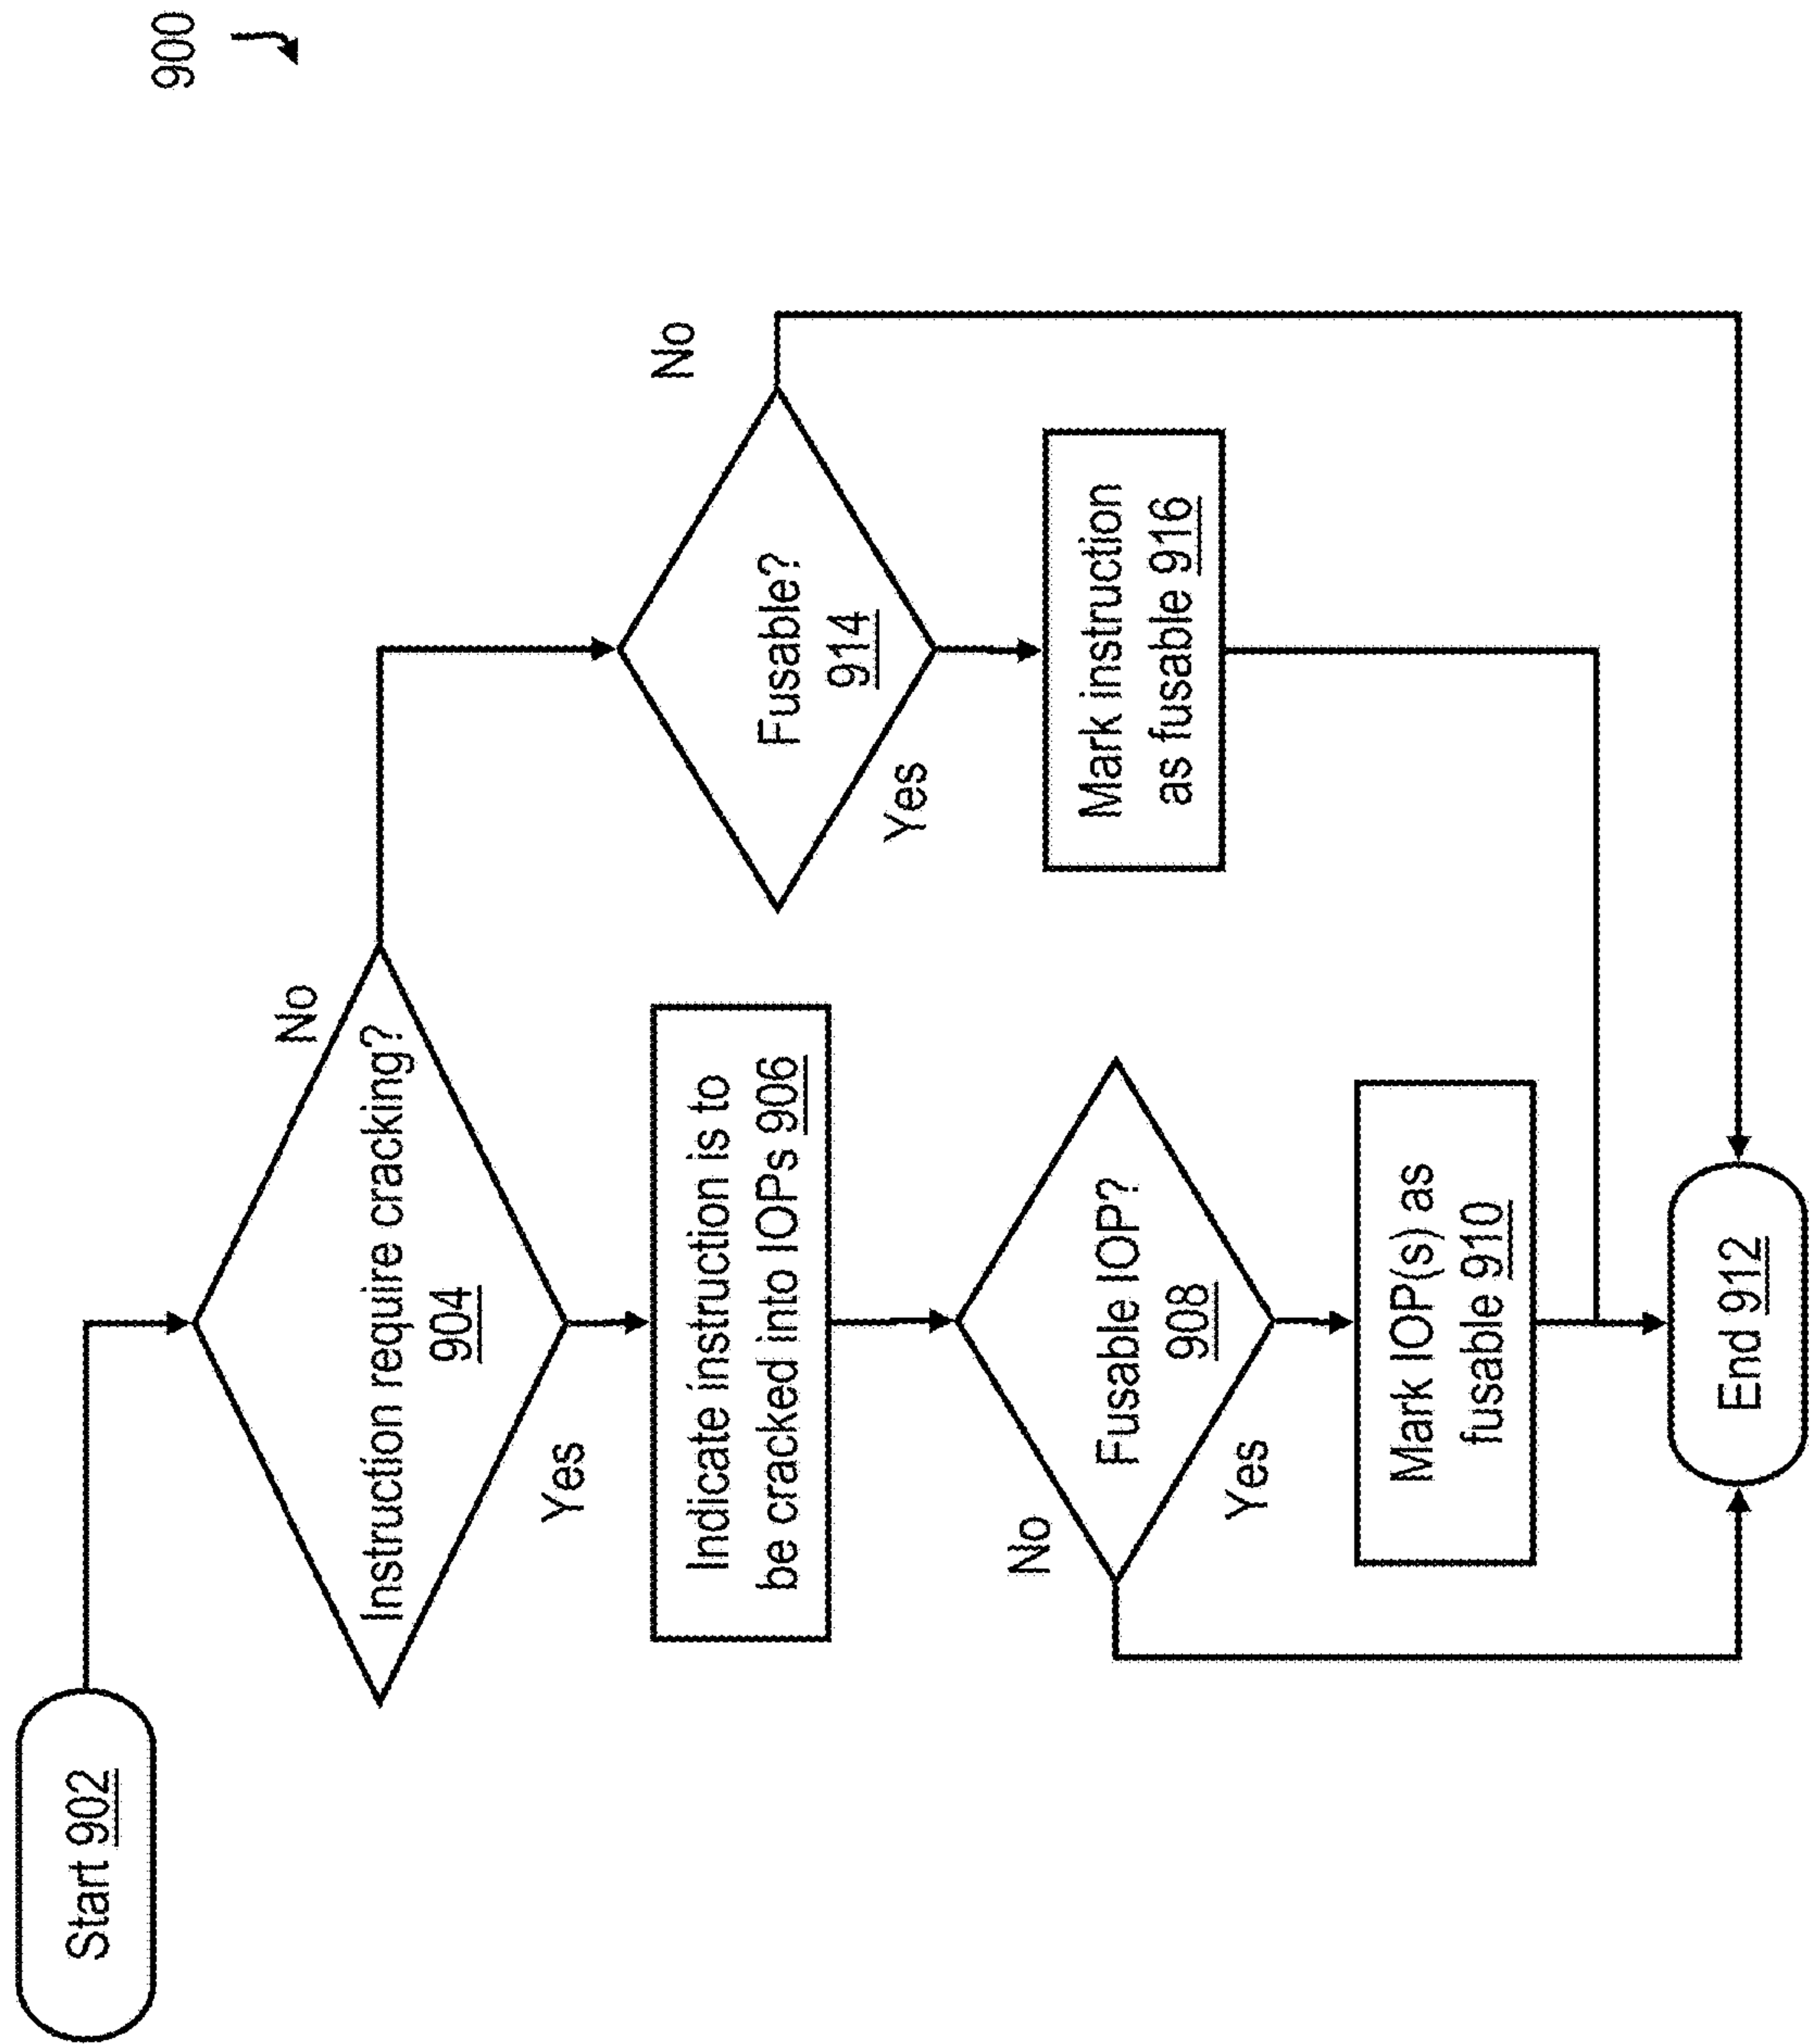 900
Start 902
Instruction require cracking?
904
No
Yes
Indicate instruction is to
be cracked into IOPs 906
Fusable IOP?
908
No
Yes
Mark IOP(s) as
fusable 910
End 912
Fusable?
914
No
Yes
Mark instruction
as fusable 916